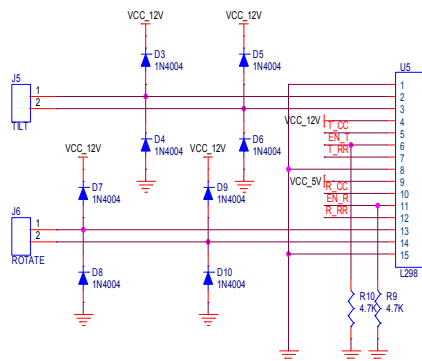 VCC_12V VCC_12V
D3 D5
1N4004 1N4004
U5
J5
1 1
2 2
3
TILT
VCC_12V 4
T_CC 5
EN_T 6
T_RR 7
D4 D6
1N4004 1N4004
VCC_12V VCC_12V
8
VCC_5V 9
R_CC 10
EN_R 11
R_RR 12
D7 D9
1N4004 1N4004
J6
1 13
2 14
15
ROTATE
L298
D8 D10
1N4004 1N4004
R10 R9
4.7K 4.7K